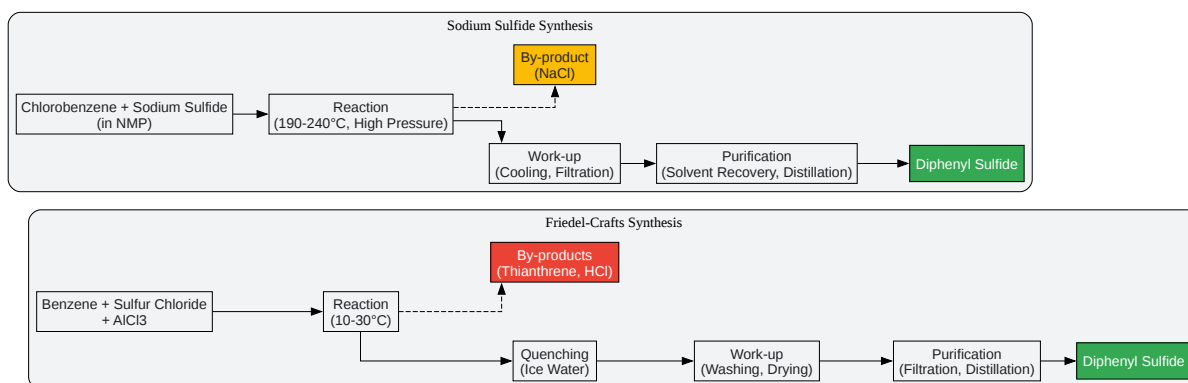 Sodium Sulfide Synthesis
By-product
(NaCl)
Chlorobenzene + Sodium Sulfide
(in NMP)
Reaction
(190-240°C, High Pressure)
Work-up
(Cooling, Filtration)
Purification
(Solvent Recovery, Distillation)
Diphenyl Sulfide
Friedel-Crafts Synthesis
By-products
(Thianthrene, HCl)
Benzene + Sulfur Chloride
+ AlCl3
Reaction
(10-30°C)
Quenching
(Ice Water)
Work-up
(Washing, Drying)
Purification
(Filtration, Distillation)
Diphenyl Sulfide